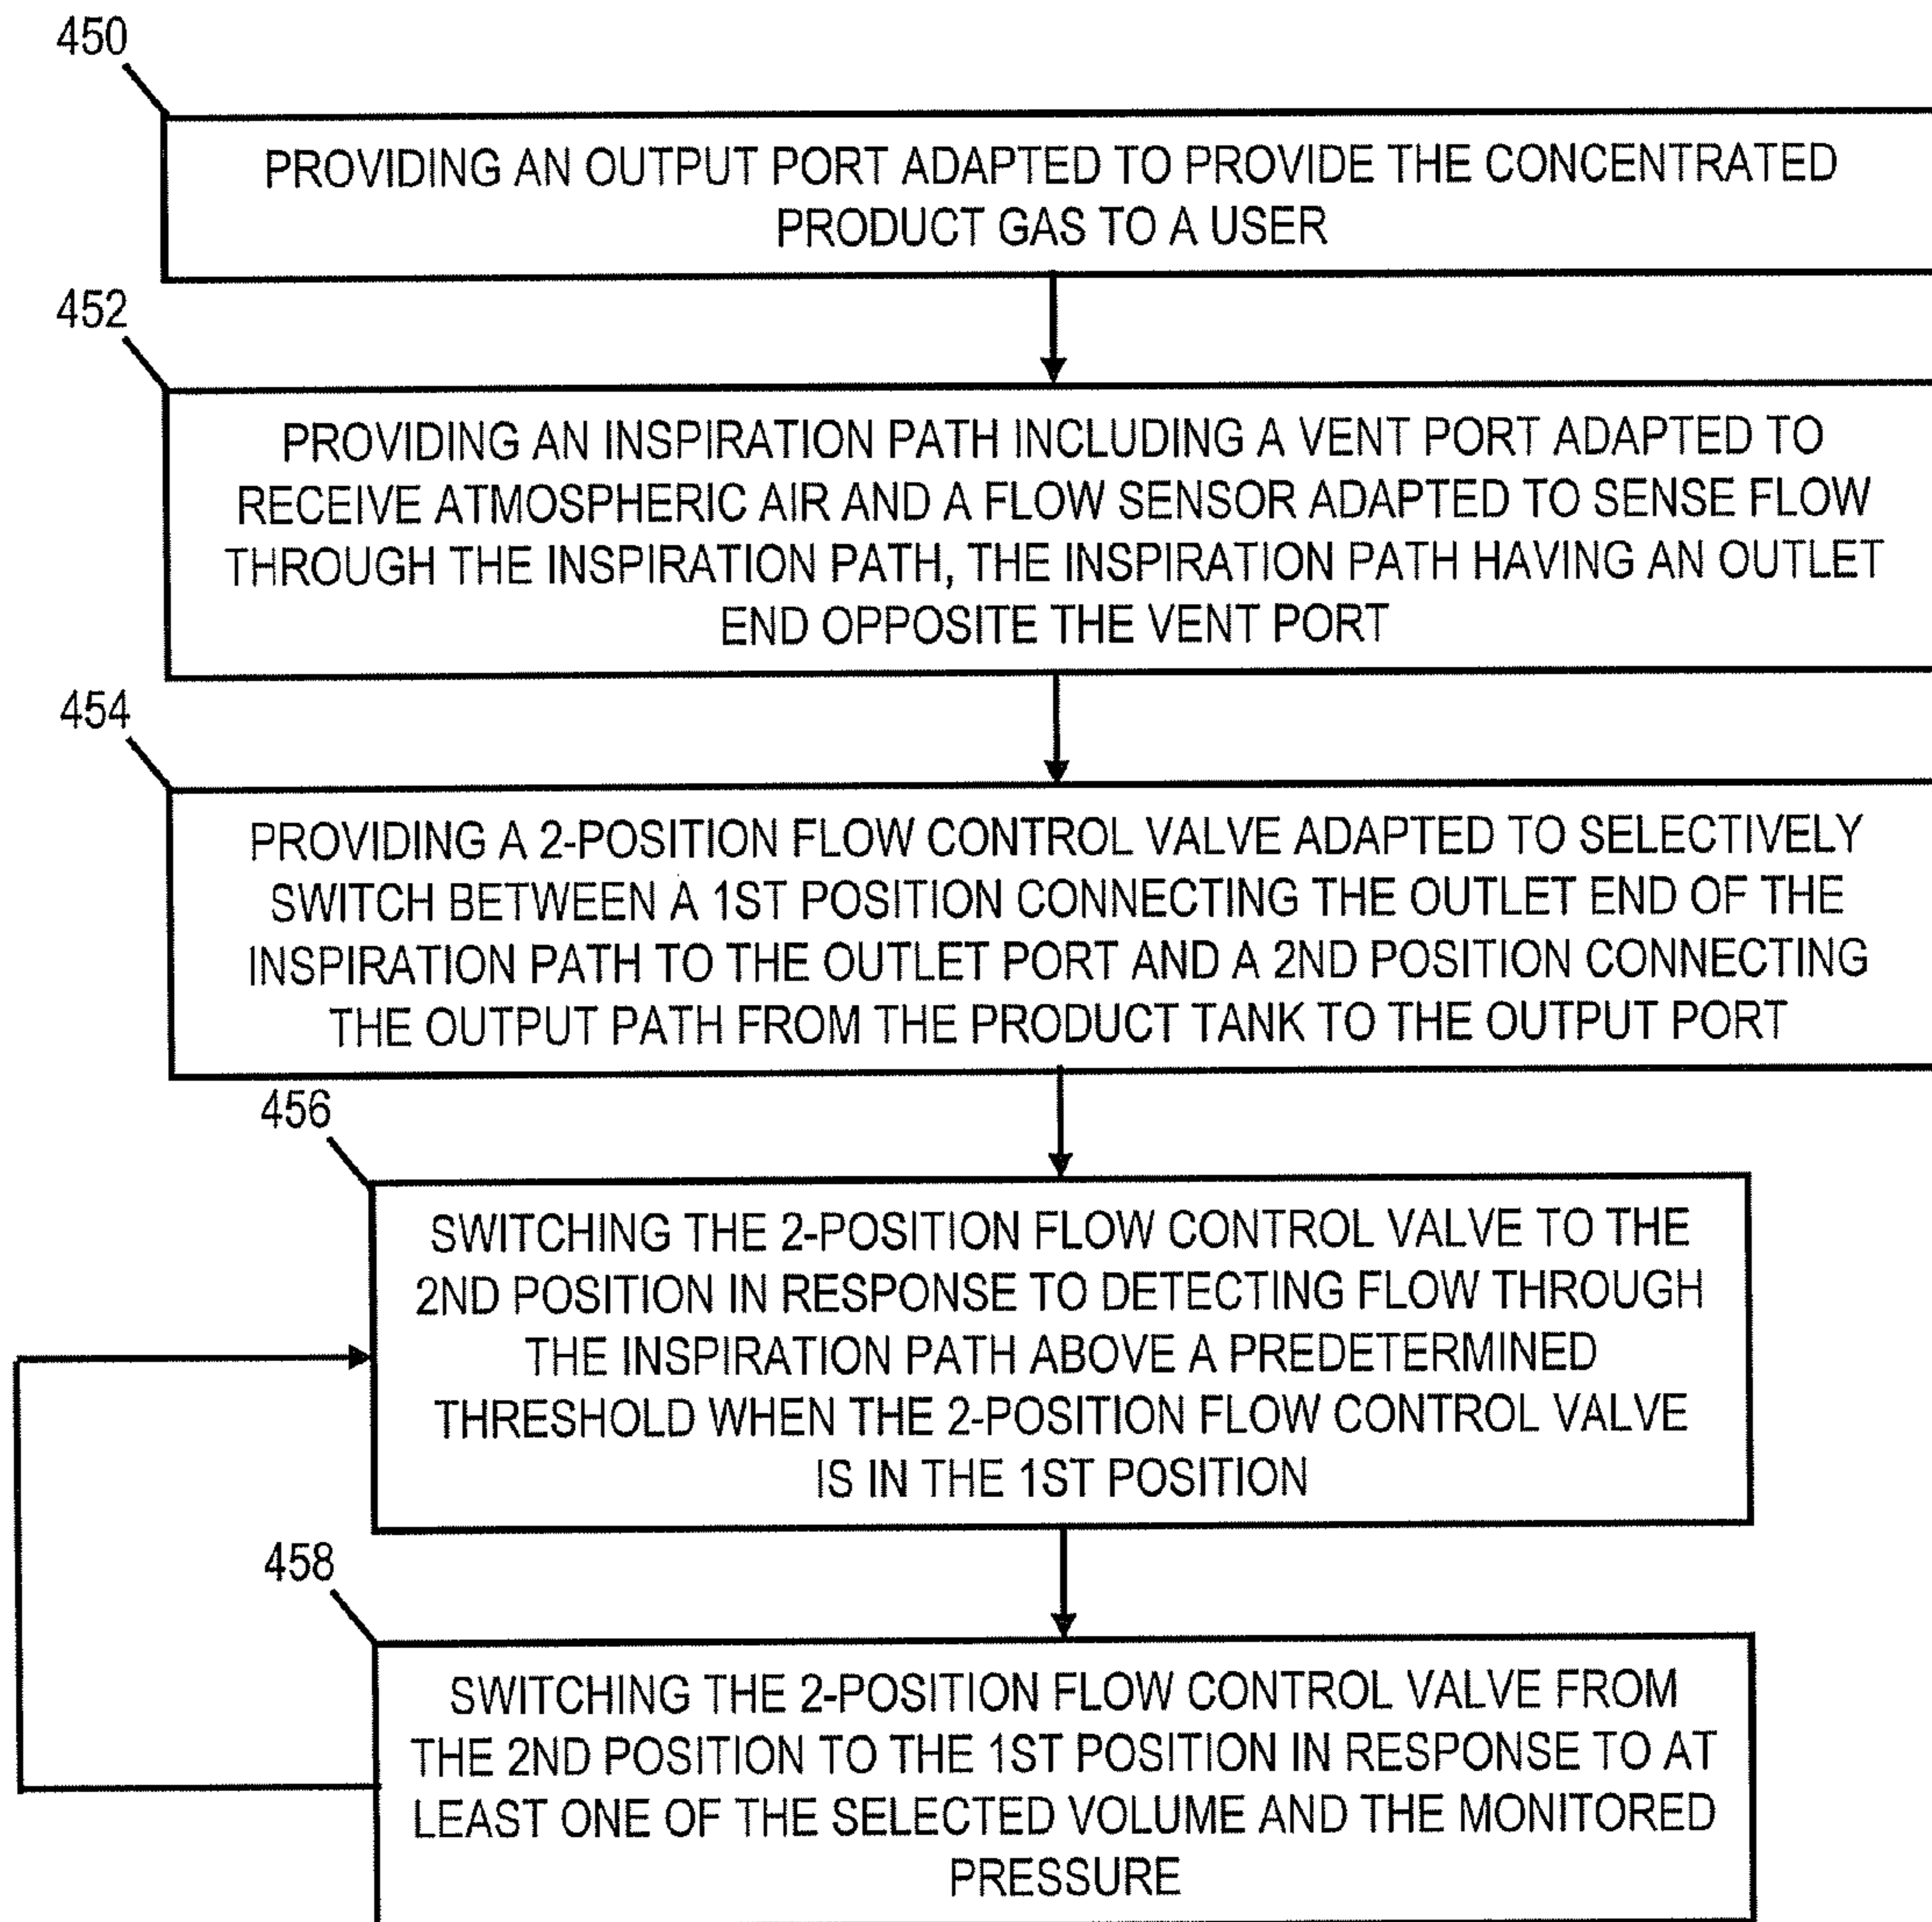 450
PROVIDING AN OUTPUT PORT ADAPTED TO PROVIDE THE CONCENTRATED
PRODUCT GAS TO A USER
452
PROVIDING AN INSPIRATION PATH INCLUDING A VENT PORT ADAPTED TO
RECEIVE ATMOSPHERIC AIR AND A FLOW SENSOR ADAPTED TO SENSE FLOW
THROUGH THE INSPIRATION PATH, THE INSPIRATION PATH HAVING AN OUTLET
END OPPOSITE THE VENT PORT
454
PROVIDING A 2-POSITION FLOW CONTROL VALVE ADAPTED TO SELECTIVELY
SWITCH BETWEEN A 1ST POSITION CONNECTING THE OUTLET END OF THE
INSPIRATION PATH TO THE OUTLET PORT AND A 2ND POSITION CONNECTING
THE OUTPUT PATH FROM THE PRODUCT TANK TO THE OUTPUT PORT
456
SWITCHING THE 2-POSITION FLOW CONTROL VALVE TO THE
2ND POSITION IN RESPONSE TO DETECTING FLOW THROUGH
THE INSPIRATION PATH ABOVE A PREDETERMINED
THRESHOLD WHEN THE 2-POSITION FLOW CONTROL VALVE
IS IN THE 1ST POSITION
458
SWITCHING THE 2-POSITION FLOW CONTROL VALVE FROM
THE 2ND POSITION TO THE 1ST POSITION IN RESPONSE TO AT
LEAST ONE OF THE SELECTED VOLUME AND THE MONITORED
PRESSURE